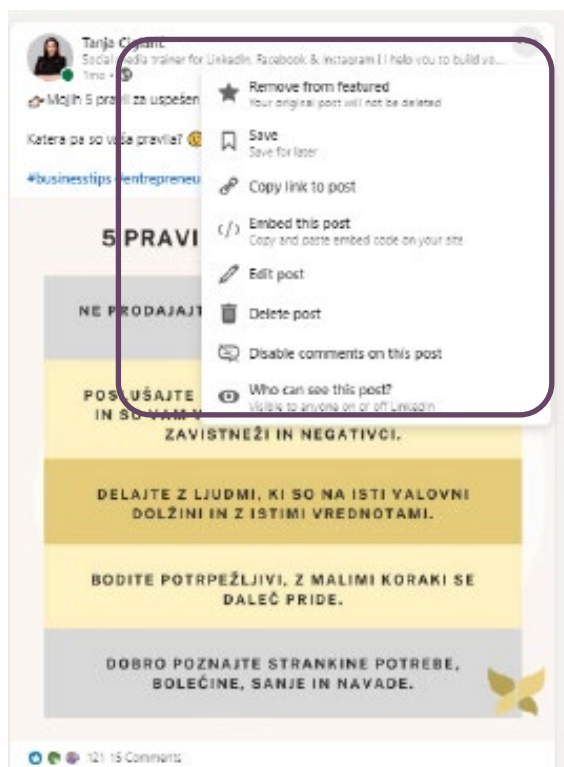 Tanja
Social media trainer for LinkedIn, Facebook & Instagram | I help you to build yo...
1mo •
Mojih 5 pravil za uspešen
Katera pa so vaša pravila?
#businesstips #entrepreneu
Remove from featured
Your original post will not be deleted
Save
Save for later
Copy link to post
Embed this post
Copy and paste embed code on your site
Edit post
Delete post
Disable comments on this post
Who can see this post?
Visible to anyone on or off LinkedIn
5 PRAVI
NE PRODAJAJT
POSLUŠAJTE
IN SO VAM V
ZAVISTNEŽI IN NEGATIVCI.
DELAJTE Z LJUDMI, KI SO NA ISTI VALOVNI
DOLŽINI IN Z ISTIMI VREDNOTAMI.
BODITE POTRPEŽLJIVI, Z MALIMI KORAKI SE
DALEČ PRIDE.
DOBRO POZNAJTE STRANKINE POTREBE,
BOLEČINE, SANJE IN NAVADE.
121 15 Comments